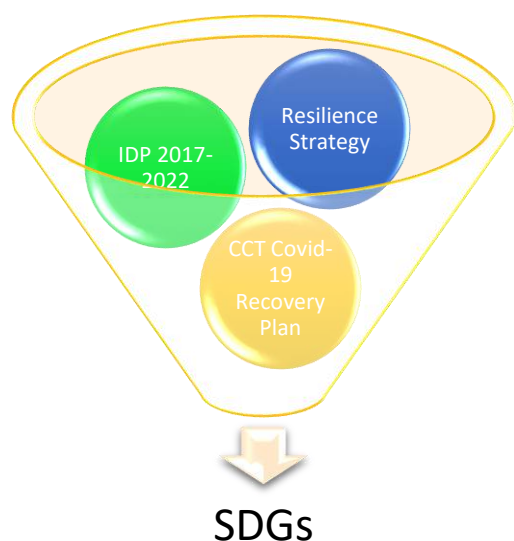 Resilience
Strategy
IDP 2017-
2022
CCT Covid-
19
Recovery
Plan
SDGs